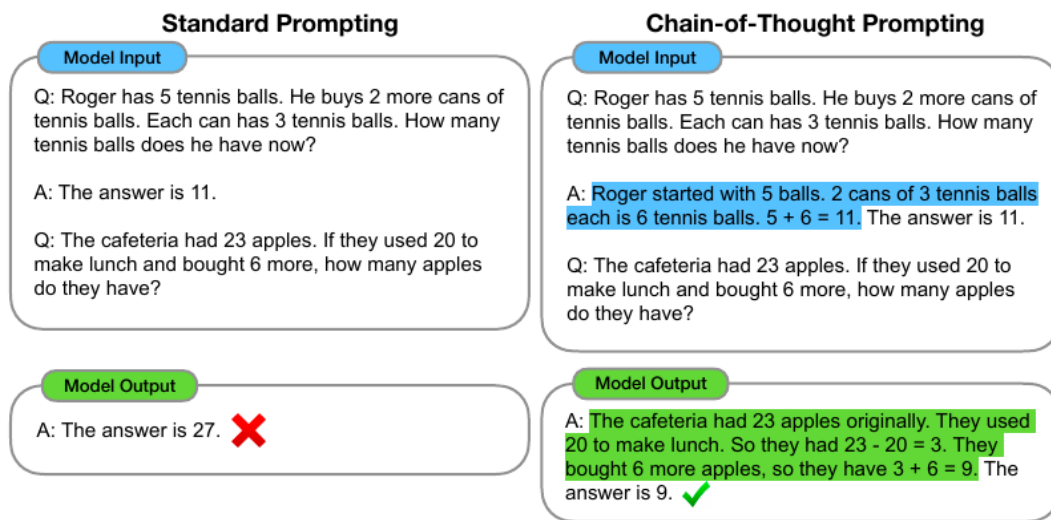 Standard Prompting
Model Input
Q: Roger has 5 tennis balls. He buys 2 more cans of
tennis balls. Each can has 3 tennis balls. How many
tennis balls does he have now?
A: The answer is 11.
Q: The cafeteria had 23 apples. If they used 20 to
make lunch and bought 6 more, how many apples
do they have?
Model Output
A: The answer is 27.
Chain-of-Thought Prompting
Model Input
Q: Roger has 5 tennis balls. He buys 2 more cans of
tennis balls. Each can has 3 tennis balls. How many
tennis balls does he have now?
A: Roger started with 5 balls. 2 cans of 3 tennis balls
each is 6 tennis balls. 5 + 6 = 11. The answer is 11.
Q: The cafeteria had 23 apples. If they used 20 to
make lunch and bought 6 more, how many apples
do they have?
Model Output
A: The cafeteria had 23 apples originally. They used
20 to make lunch. So they had 23 - 20 = 3. They
bought 6 more apples, so they have 3 + 6 = 9. The
answer is 9.